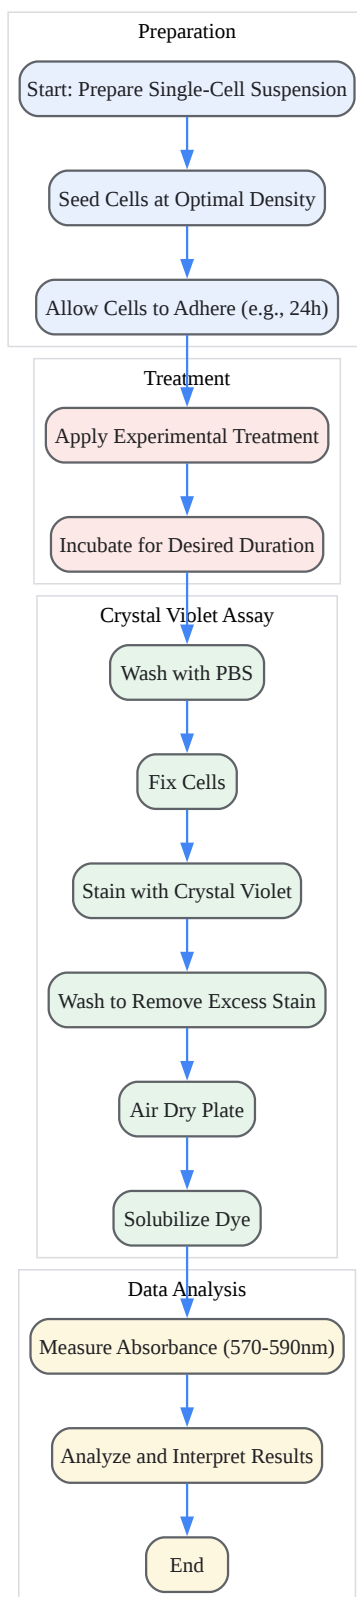 Preparation
Start: Prepare Single-Cell Suspension
Seed Cells at Optimal Density
Allow Cells to Adhere (e.g., 24h)
Treatment
Apply Experimental Treatment
Incubate for Desired Duration
Crystal Violet Assay
Wash with PBS
Fix Cells
Stain with Crystal Violet
Wash to Remove Excess Stain
Air Dry Plate
Solubilize Dye
Data Analysis
Measure Absorbance (570-590nm)
Analyze and Interpret Results
End